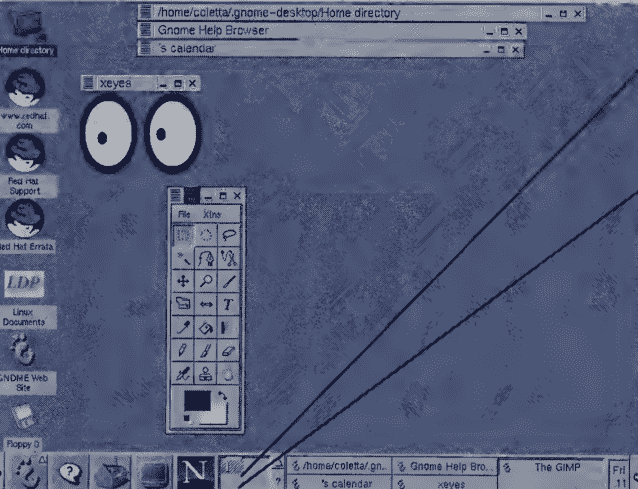 /home/coletta/.gnome-desktop/Home directory
Gnome Help Browser
's calendar
Home directory
xeyes
www.redhat.
com
Red Hat
Support
Red Hat Errata
LDP
Linux
Documents
GNOME Web
Site
Floppy 0
File Xtns
T
N
?
/home/coletta/.gn..
Gnome Help Bro...
The GIMP
's calendar
xeyes
Fri
11